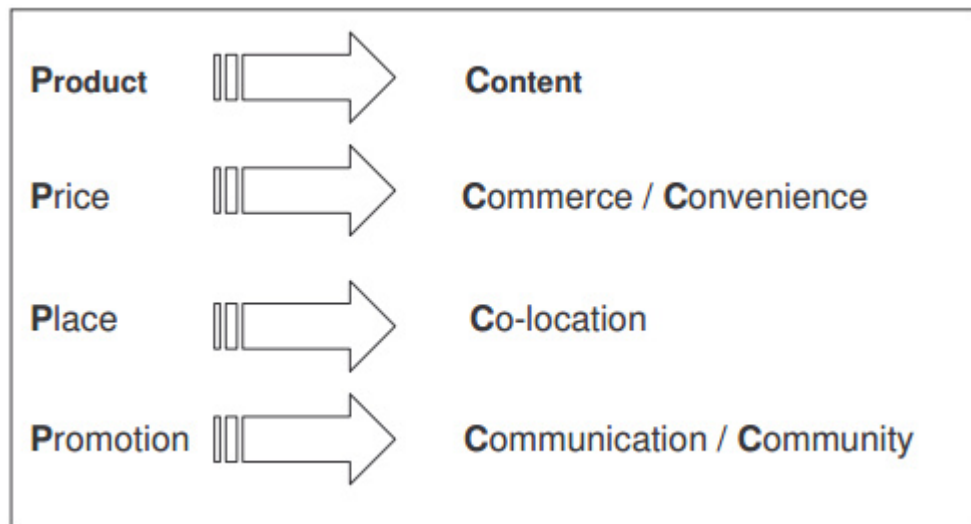 Product Content
Price Commerce / Convenience
Place Co-location
Promotion Communication / Community